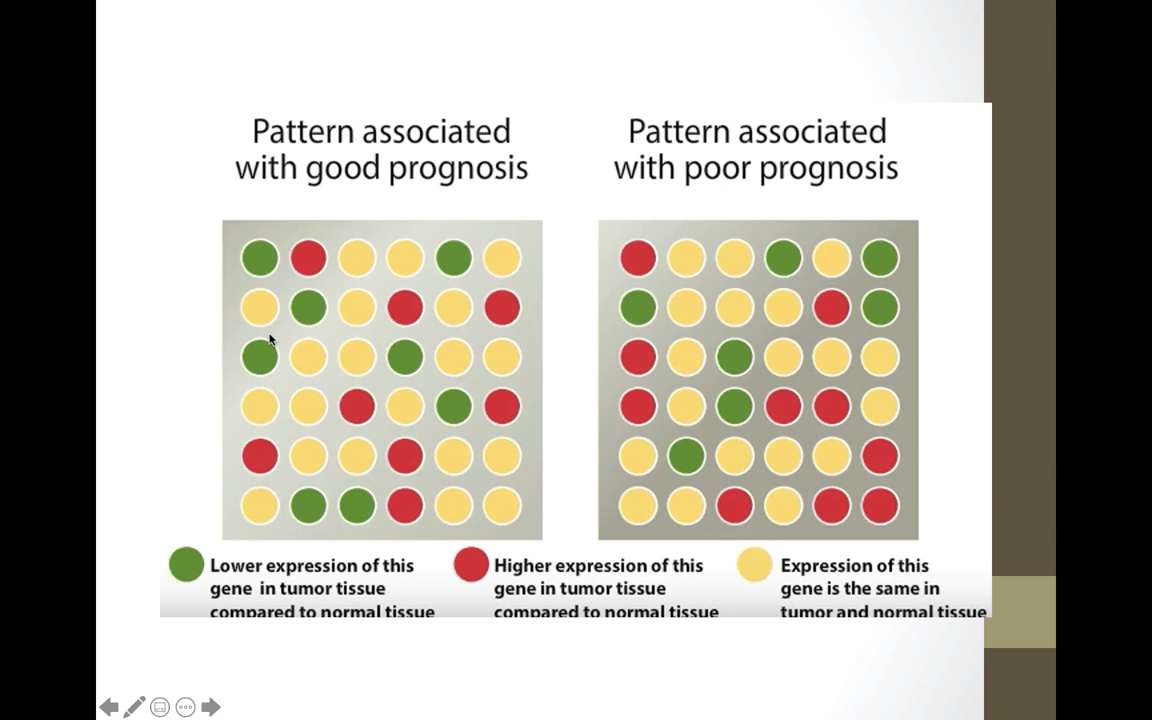 Pattern associated
with good prognosis
Pattern associated
with poor prognosis
Lower expression of this
gene in tumor tissue
compared to normal tissue
Higher expression of this
gene in tumor tissue
compared to normal tissue
Expression of this
gene is the same in
tumor and normal tissue